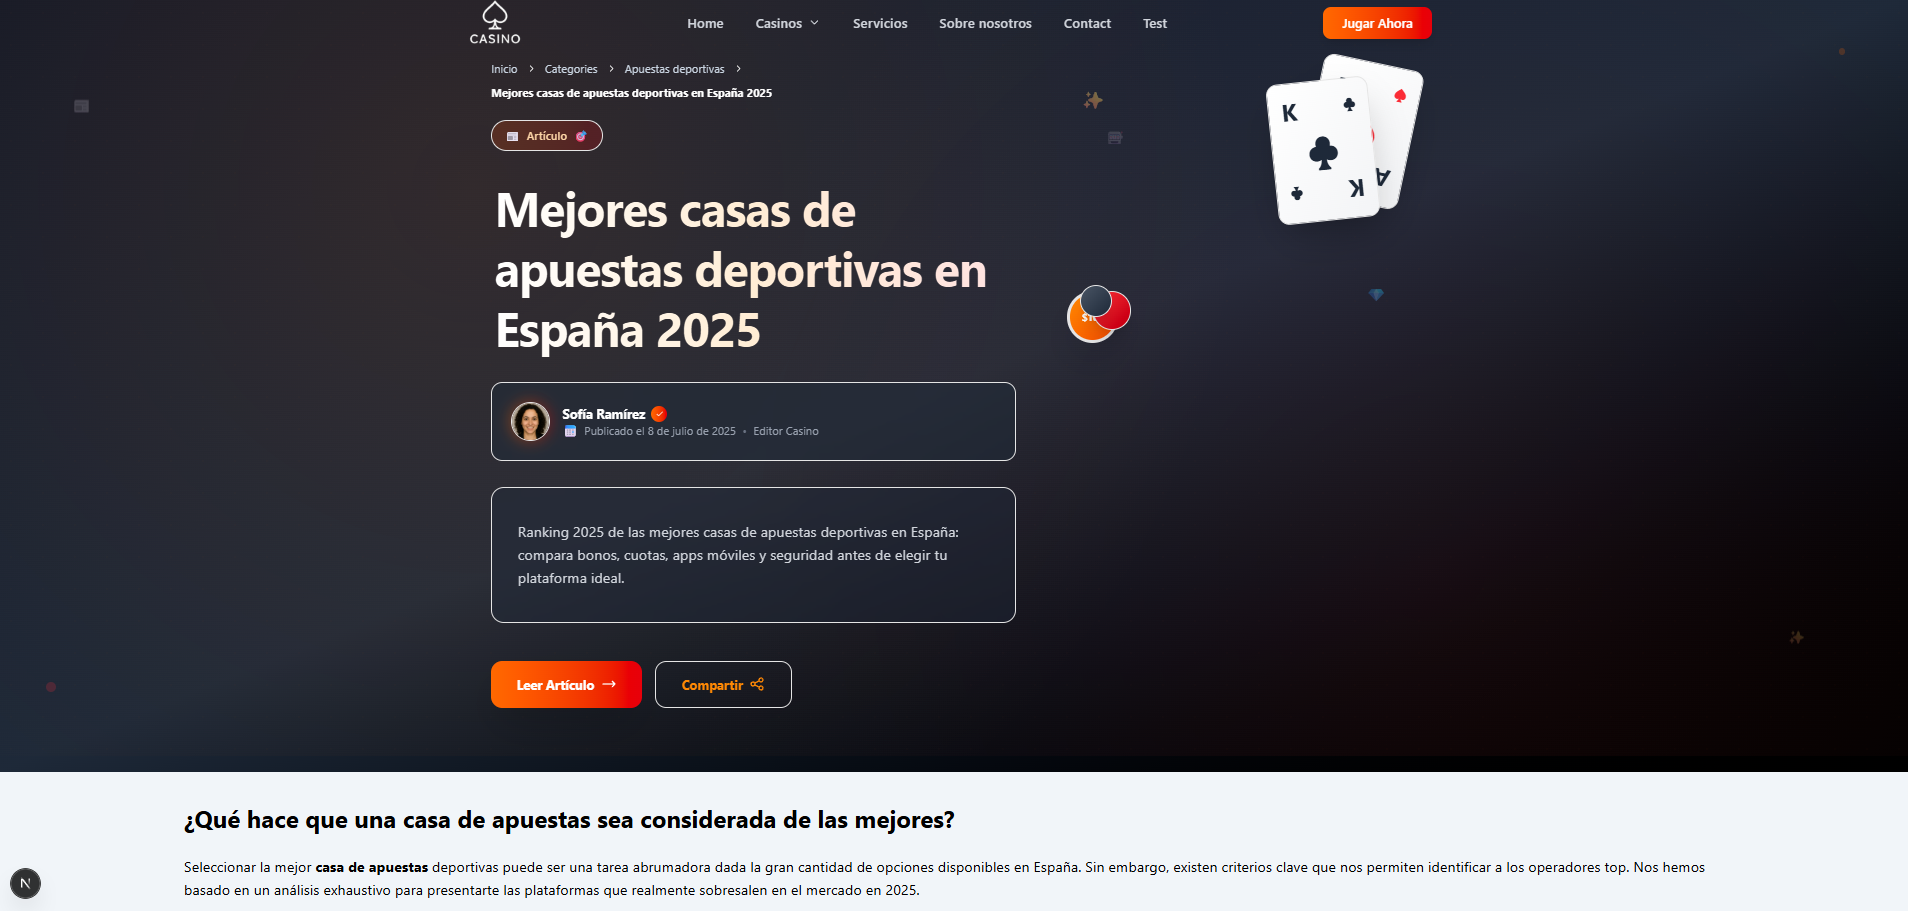 CASINO
Home
Casinos
Servicios
Sobre nosotros
Contact
Test
Jugar Ahora
Inicio > Categories > Apuestas deportivas >
Mejores casas de apuestas deportivas en España 2025
Artículo
Mejores casas de
apuestas deportivas en
España 2025
Sofía Ramírez
Publicado el 8 de julio de 2025 • Editor Casino
Ranking 2025 de las mejores casas de apuestas deportivas en España:
compara bonos, cuotas, apps móviles y seguridad antes de elegir tu
plataforma ideal.
Leer Artículo →
Compartir
K
K
A
¿Qué hace que una casa de apuestas sea considerada de las mejores?
Seleccionar la mejor casa de apuestas deportivas puede ser una tarea abrumadora dada la gran cantidad de opciones disponibles en España. Sin embargo, existen criterios clave que nos permiten identificar a los operadores top. Nos hemos
basado en un análisis exhaustivo para presentarte las plataformas que realmente sobresalen en el mercado en 2025.
N